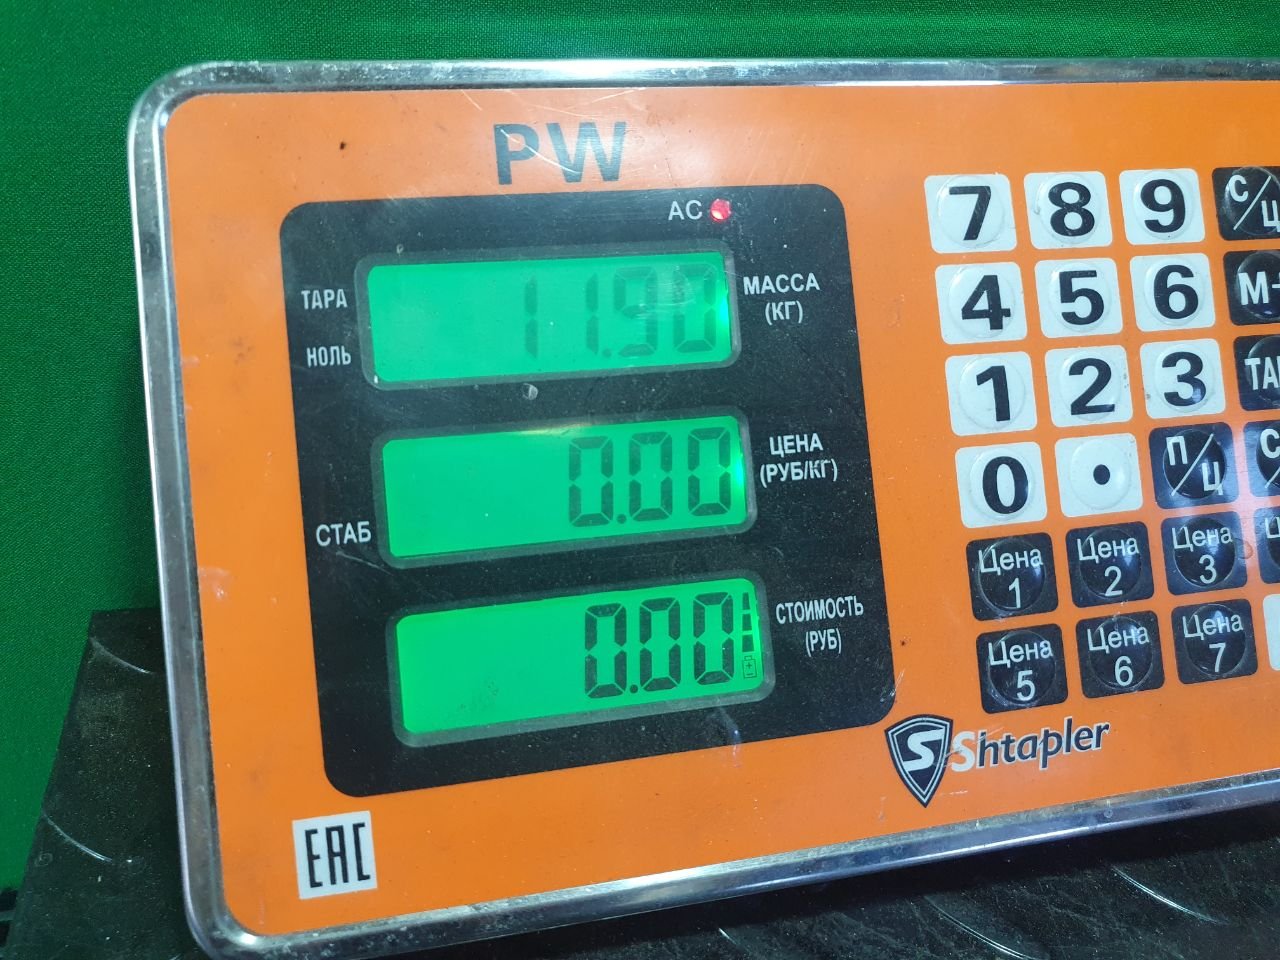 PW
AC
ТАРА
НОЛЬ
11.90
МАССА
(КГ)
СТАБ
0.00
ЦЕНА
(РУБ/КГ)
0.00
СТОИМОСТЬ
(РУБ)
7 8 9 С/Ц
4 5 6 М+
1 2 3 ТА
0 . П/Ц С
Цена 1 Цена 2 Цена 3 Ц
Цена 5 Цена 6 Цена 7
S Shtapler
EAC